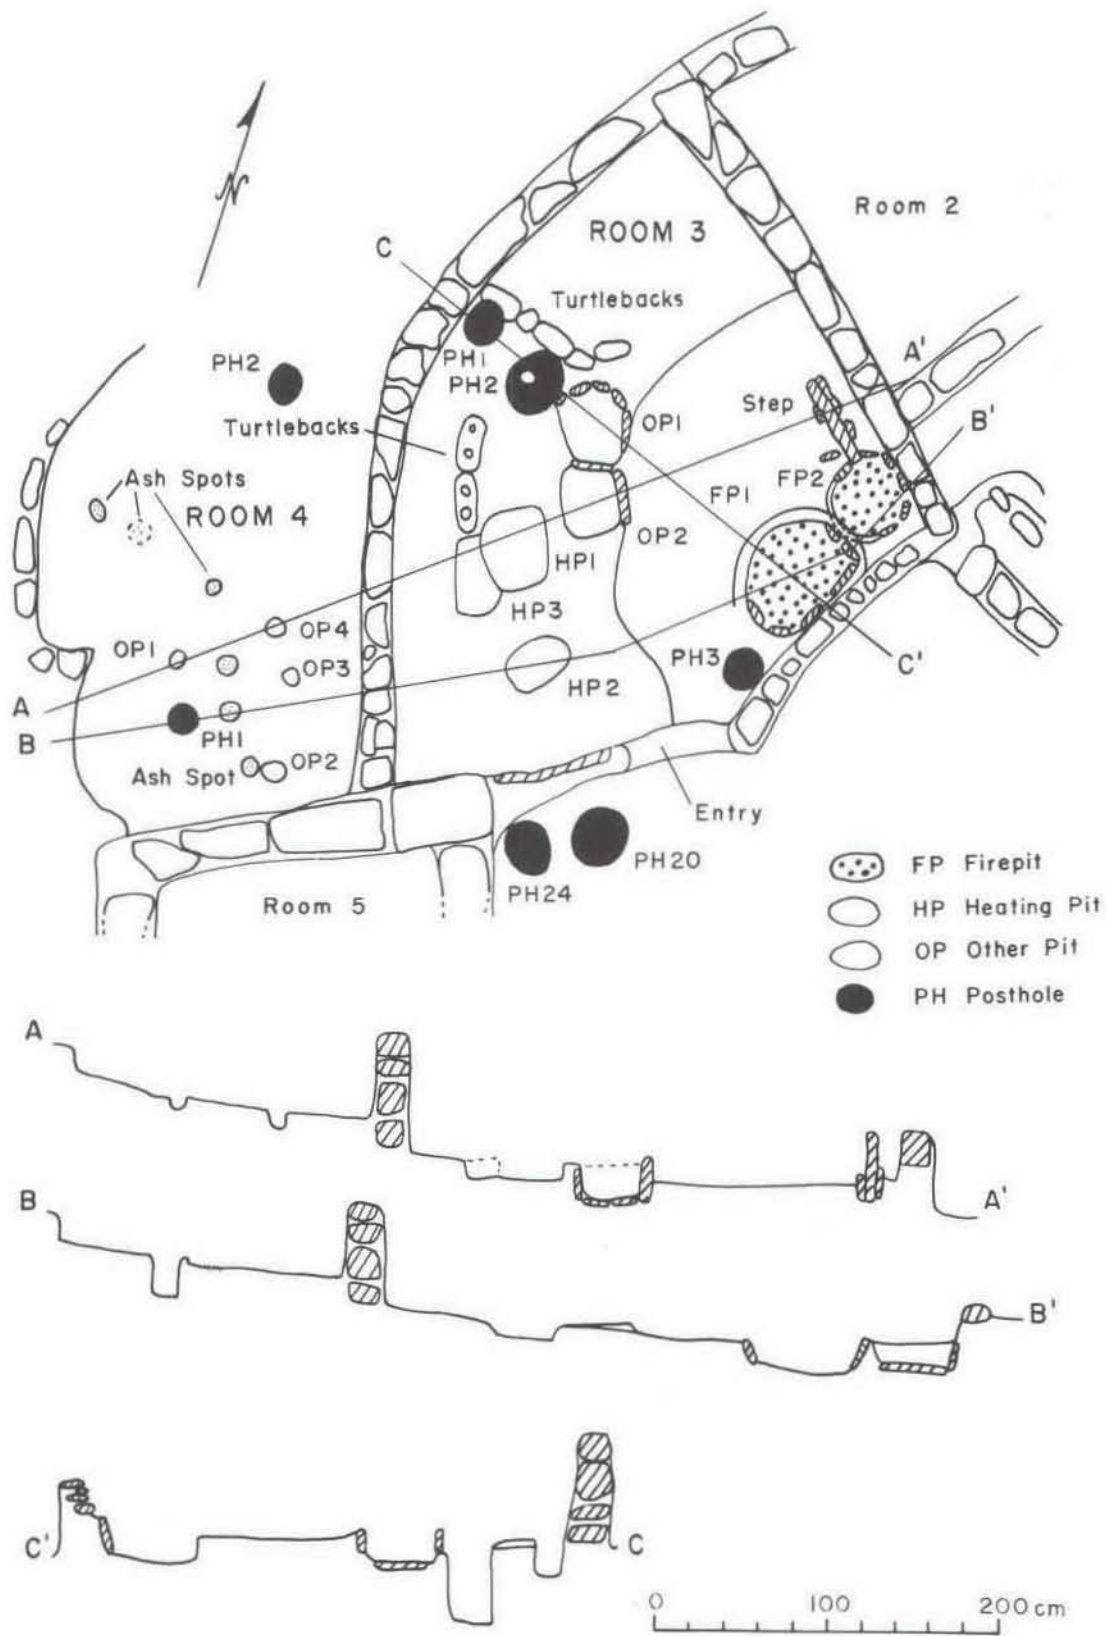 N
Room 2
ROOM 3
C
Turtlebacks
PH1
PH2
PH2
A'
Step
B'
OP1
Turtlebacks
FP2
FP1
Ash Spots
ROOM 4
OP2
HP1
HP3
OP4
OP1
OP3
PH3
C'
HP2
A
B
PH1
Ash Spot
OP2
Entry
PH20
PH24
Room 5
FP Firepit
HP Heating Pit
OP Other Pit
PH Posthole
A
A'
B
B'
C'
C
0 100 200 cm